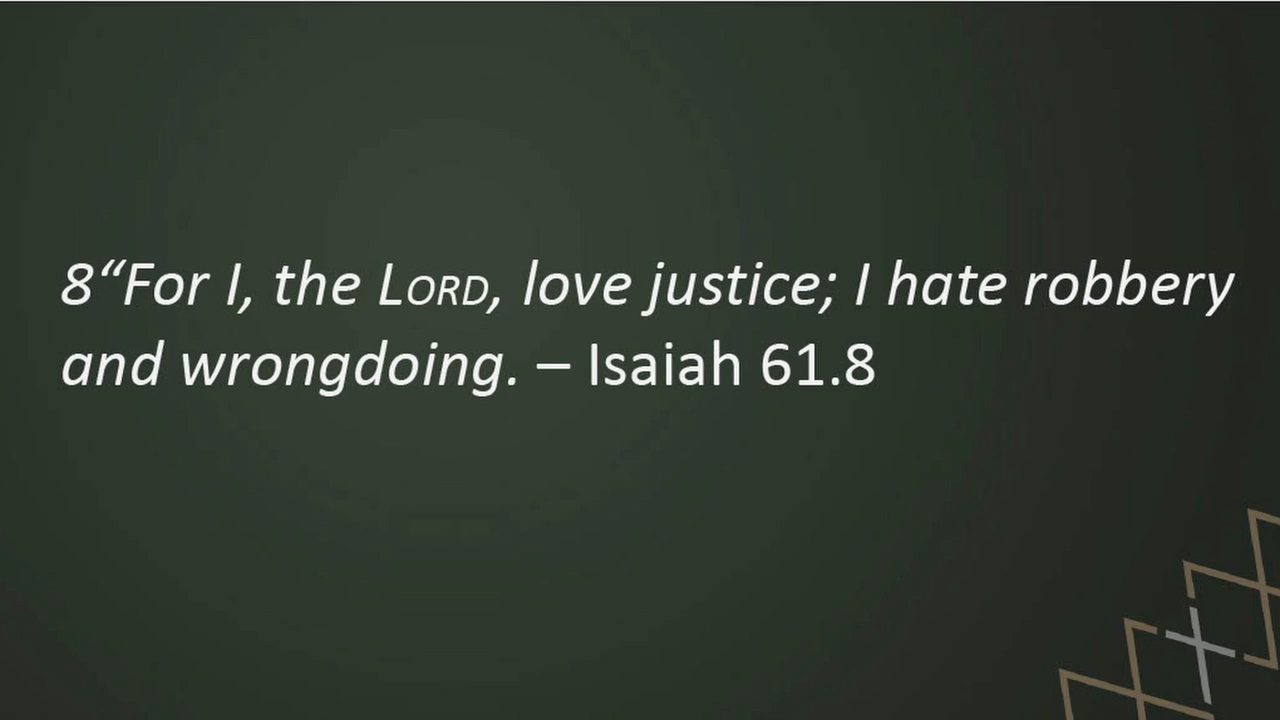 8“For I, the LORD, love justice; I hate robbery
and wrongdoing. – Isaiah 61.8